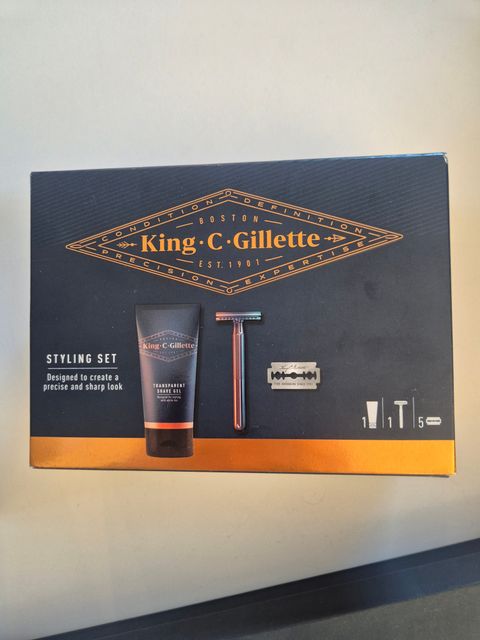 CONDITION DEFINITION
BOSTON
King·C·Gillette
EST. 1901
PRECISION EXPERTISE
STYLING SET
Designed to create a
precise and sharp look
King·C·Gillette
TRANSPARENT
SHAVE GEL
1 1 5